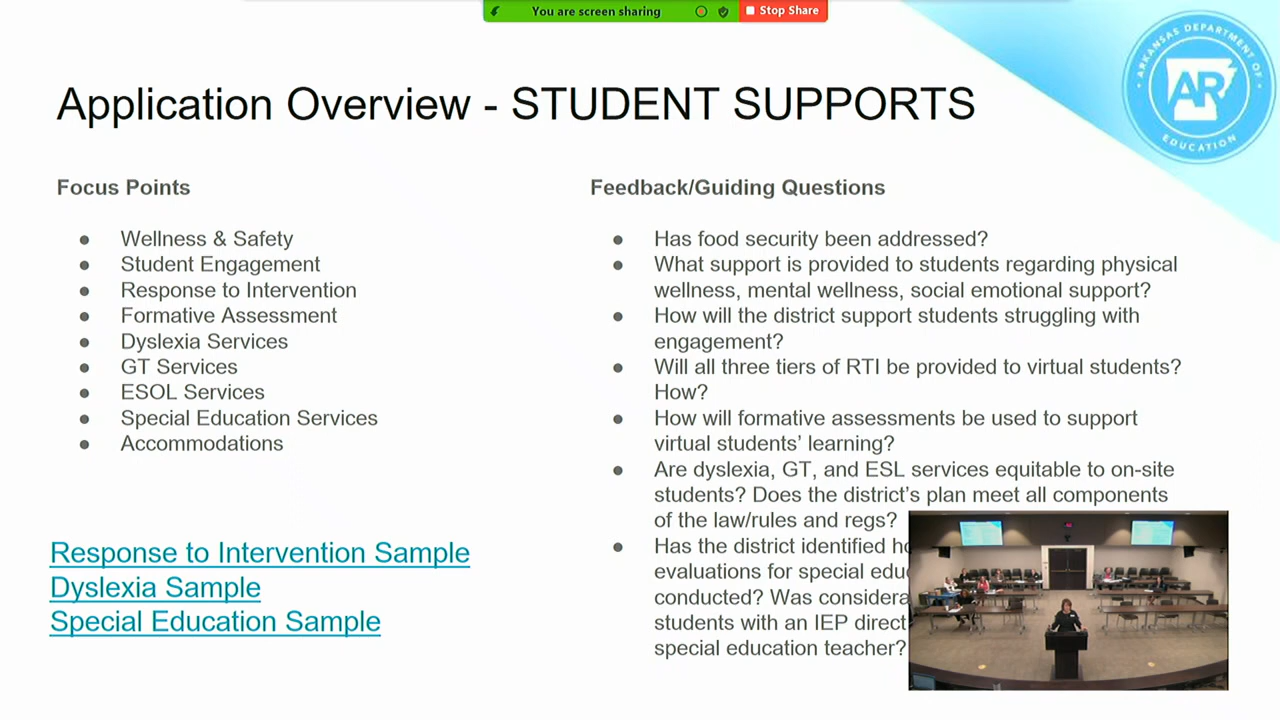 You are screen sharing
Stop Share
ARKANSAS DEPARTMENT OF
AR
EDUCATION
Application Overview - STUDENT SUPPORTS
Focus Points
Wellness & Safety
Student Engagement
Response to Intervention
Formative Assessment
Dyslexia Services
GT Services
ESOL Services
Special Education Services
Accommodations
Response to Intervention Sample
Dyslexia Sample
Special Education Sample
Feedback/Guiding Questions
Has food security been addressed?
What support is provided to students regarding physical
wellness, mental wellness, social emotional support?
How will the district support students struggling with
engagement?
Will all three tiers of RTI be provided to virtual students?
How?
How will formative assessments be used to support
virtual students’ learning?
Are dyslexia, GT, and ESL services equitable to on-site
students? Does the district’s plan meet all components
of the law/rules and regs?
Has the district identified
evaluations for special
conducted? Was
students with an IEP
special education teacher?